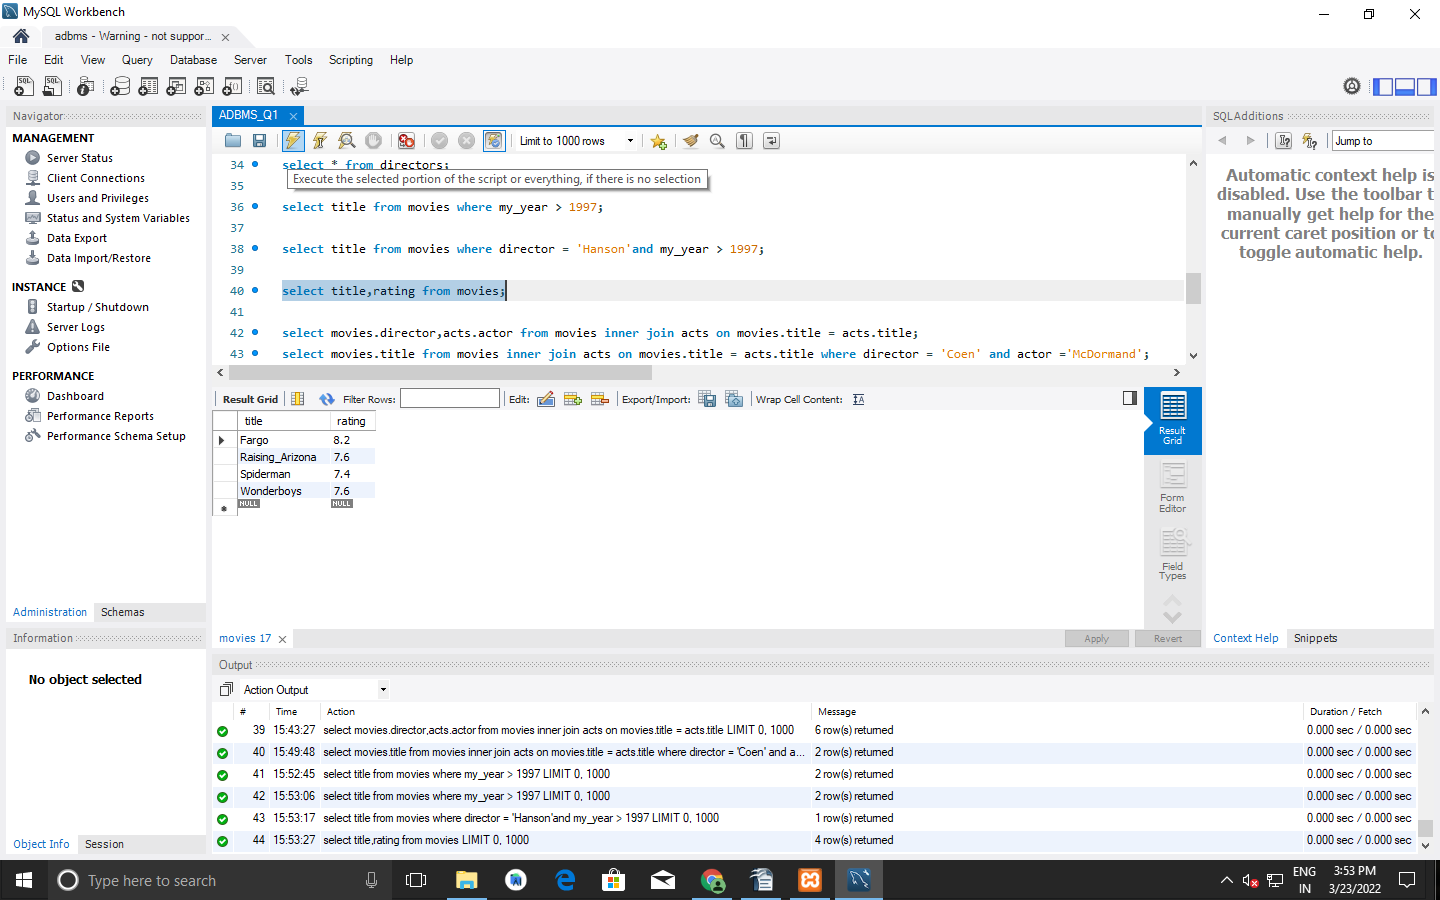 MySQL Workbench
adbms - Warning - not suppor...
File Edit View Query Database Server Tools Scripting Help
Navigator
MANAGEMENT
Server Status
Client Connections
Users and Privileges
Status and System Variables
Data Export
Data Import/Restore
INSTANCE
Startup / Shutdown
Server Logs
Options File
PERFORMANCE
Dashboard
Performance Reports
Performance Schema Setup
Administration Schemas
Information
No object selected
Object Info Session
ADBMS_Q1
Limit to 1000 rows
34 select * from directors;
35 Execute the selected portion of the script or everything, if there is no selection
36 select title from movies where my_year > 1997;
37
38 select title from movies where director = 'Hanson'and my_year > 1997;
39
40 select title,rating from movies;
41
42 select movies.director,acts.actor from movies inner join acts on movies.title = acts.title;
43 select movies.title from movies inner join acts on movies.title = acts.title where director = 'Coen' and actor ='McDormand';
Result Grid Filter Rows: Edit: Export/Import: Wrap Cell Content:
title rating
Fargo 8.2
Raising_Arizona 7.6
Spiderman 7.4
Wonderboys 7.6
NULL NULL
Result
Grid
Form
Editor
Field
Types
movies 17
Apply Revert
SQLAdditions
Jump to
Automatic context help is
disabled. Use the toolbar t
manually get help for the
current caret position or to
toggle automatic help.
Context Help Snippets
Output
Action Output
# Time Action Message Duration / Fetch
39 15:43:27 select movies.director,acts.actor from movies inner join acts on movies.title = acts.title LIMIT 0, 1000 6 row(s) returned 0.000 sec / 0.000 sec
40 15:49:48 select movies.title from movies inner join acts on movies.title = acts.title where director = 'Coen' and a... 2 row(s) returned 0.000 sec / 0.000 sec
41 15:52:45 select title from movies where my_year > 1997 LIMIT 0, 1000 2 row(s) returned 0.000 sec / 0.000 sec
42 15:53:06 select title from movies where my_year > 1997 LIMIT 0, 1000 2 row(s) returned 0.000 sec / 0.000 sec
43 15:53:17 select title from movies where director = 'Hanson'and my_year > 1997 LIMIT 0, 1000 1 row(s) returned 0.000 sec / 0.000 sec
44 15:53:27 select title,rating from movies LIMIT 0, 1000 4 row(s) returned 0.000 sec / 0.000 sec
Type here to search
ENG
IN
3:53 PM
3/23/2022